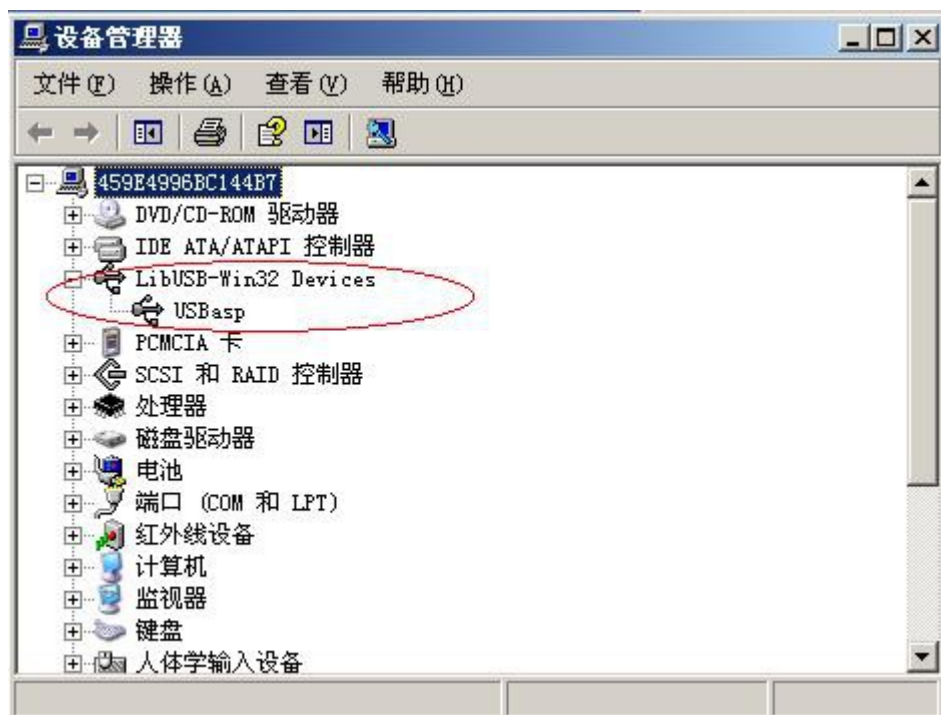 设备管理器
文件(F) 操作(A) 查看(V) 帮助(H)
459E4996BC144B7
DVD/CD-ROM 驱动器
IDE ATA/ATAPI 控制器
LibUSB-Win32 Devices
USBasp
PCMCIA 卡
SCSI 和 RAID 控制器
处理器
磁盘驱动器
电池
端口 (COM 和 LPT)
红外线设备
计算机
监视器
键盘
人体学输入设备